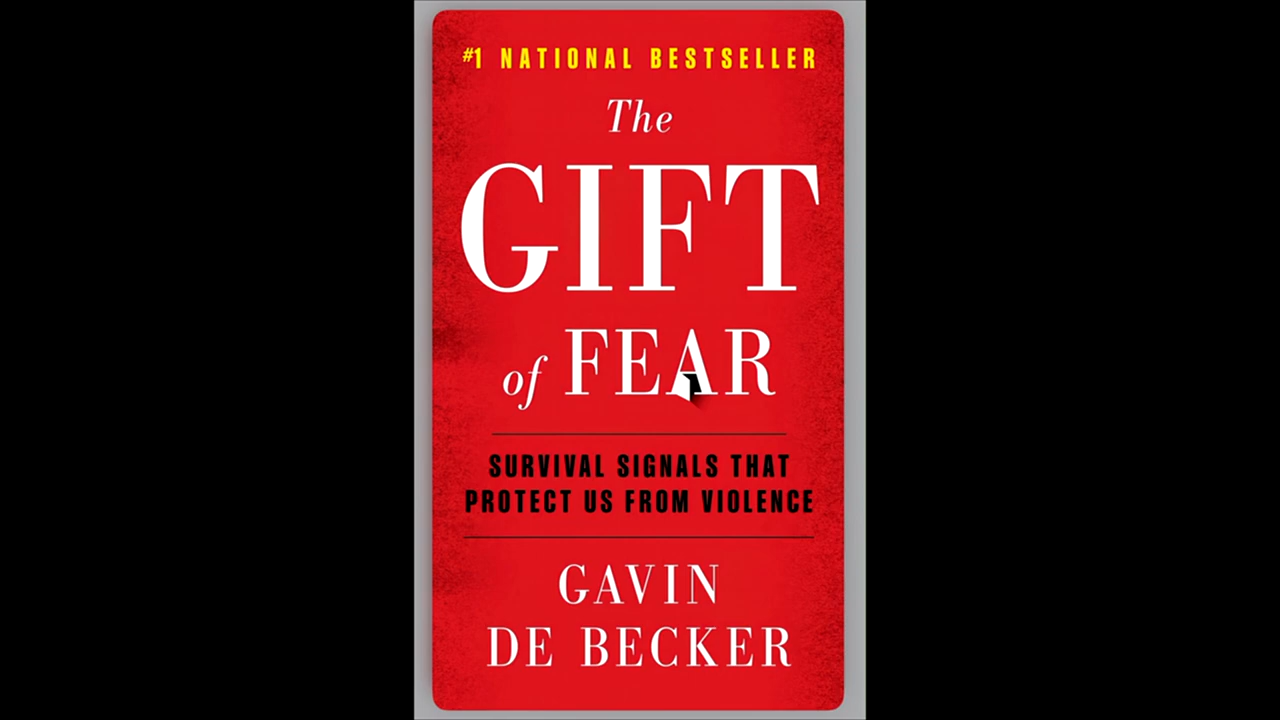 #1 NATIONAL BESTSELLER
The
GIFT
of FEAR
SURVIVAL SIGNALS THAT
PROTECT US FROM VIOLENCE
GAVIN
DE BECKER